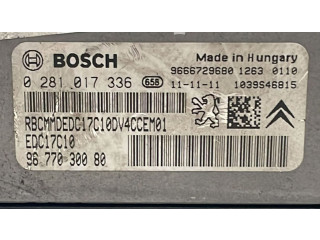 BOSCH
Made in Hungary
9666729680 1263 0110
0 281 017 336 658 11-11-11 1039S46815
RBCMMDEDC17C10DV4CCEM01
EDC17C10
96 770 300 80